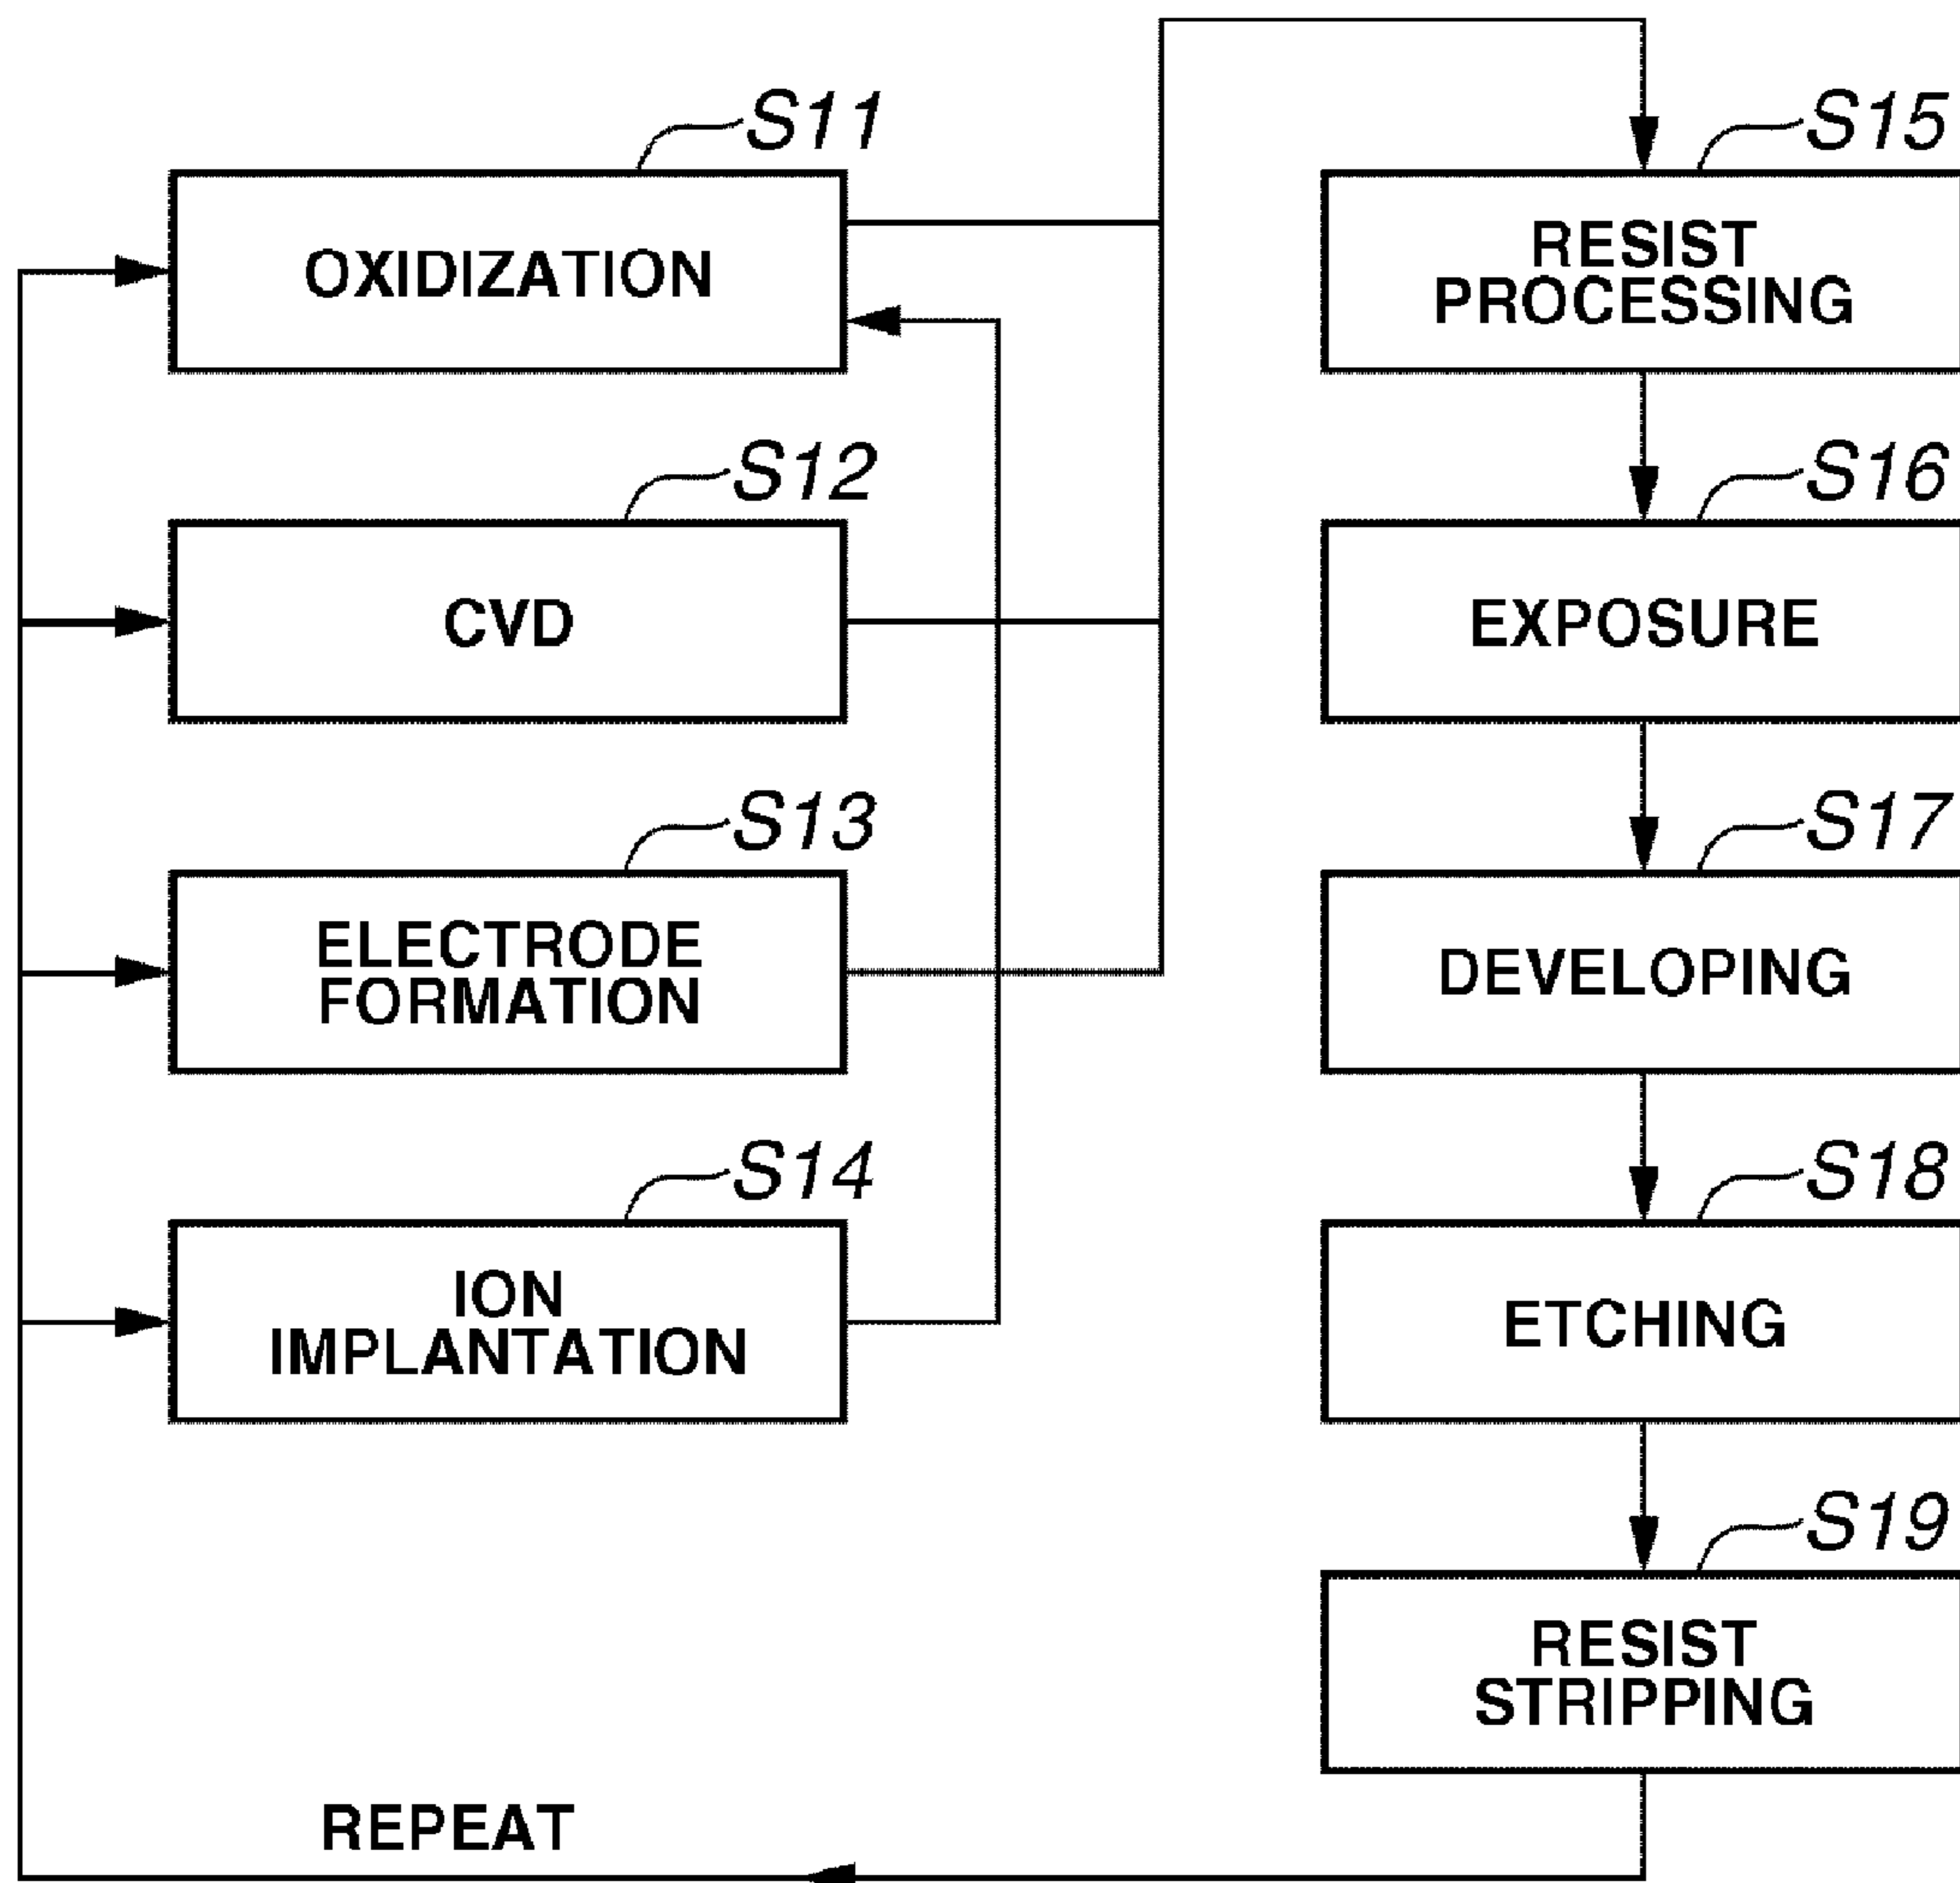 S11
OXIDIZATION
S12
CVD
S13
ELECTRODE
FORMATION
S14
ION
IMPLANTATION
S15
RESIST
PROCESSING
S16
EXPOSURE
S17
DEVELOPING
S18
ETCHING
S19
RESIST
STRIPPING
REPEAT